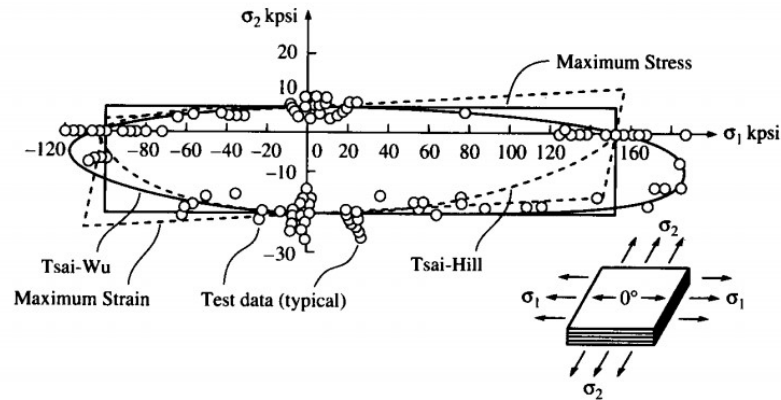 σ₂ kpsi
20
10
Maximum Stress
−120
−80
−60
−40
−20
0
20
40
60
80
100
120
160
σ₁ kpsi
−10
−30
Tsai-Wu
Maximum Strain
Test data (typical)
Tsai-Hill
σ₂
σ₁
0°
σ₁
σ₂